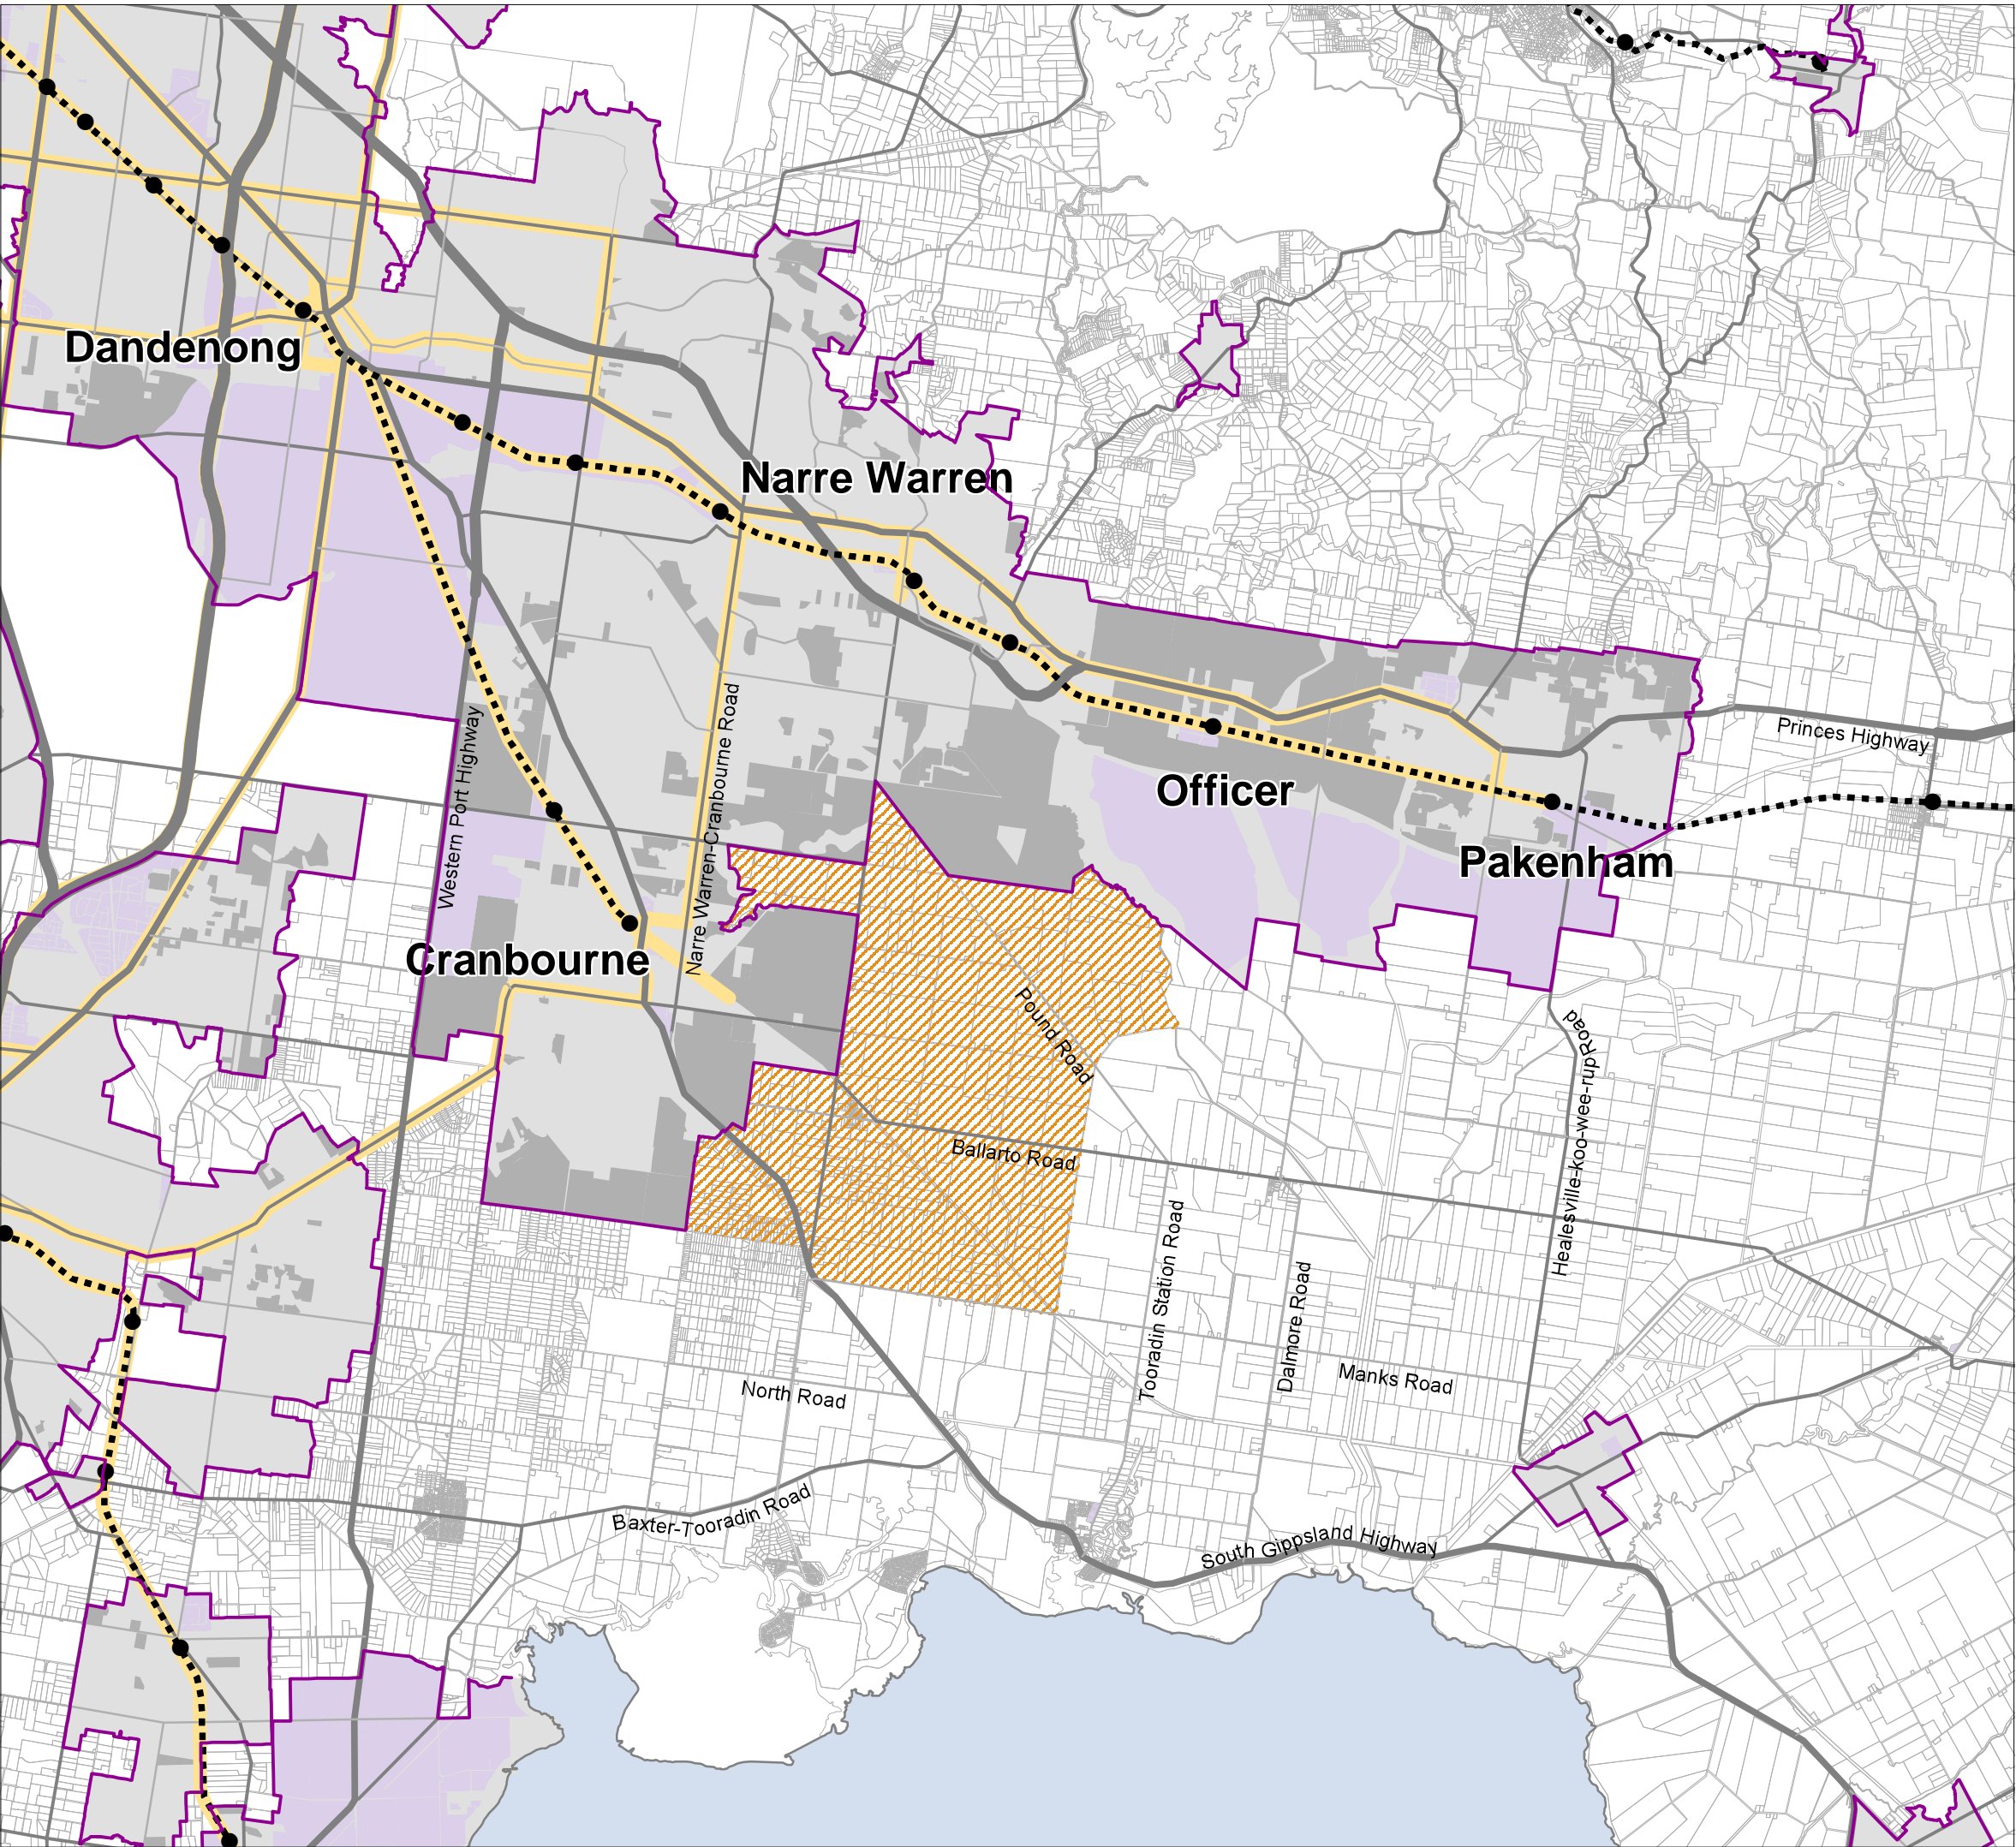 Dandenong
Narre Warren
Princes Highway
Officer
Pakenham
Western Port Highway
Narre Warren-Cranbourne Road
Cranbourne
Pound Road
Healesville-koo-wee-rup Road
Ballarto Road
Tooradin Station Road
Dalmore Road
Manks Road
North Road
Baxter-Tooradin Road
South Gippsland Highway